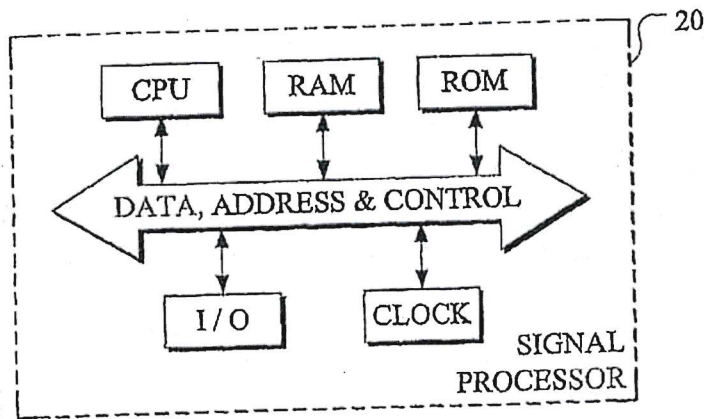 20
CPU
RAM
ROM
DATA, ADDRESS & CONTROL
I / O
CLOCK
SIGNAL
PROCESSOR